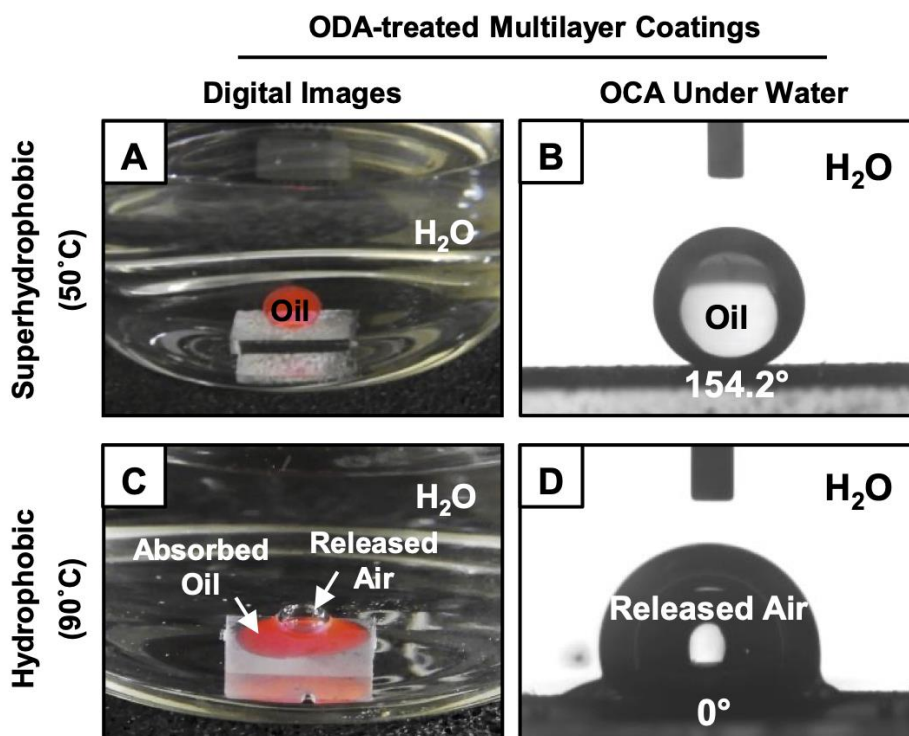 ODA-treated Multilayer Coatings
Digital Images
OCA Under Water
Superhydrophobic
(50˚C)
A
H₂O
Oil
B
H₂O
Oil
154.2°
Hydrophobic
(90˚C)
C
H₂O
Absorbed
Oil
Released
Air
D
H₂O
Released Air
0°